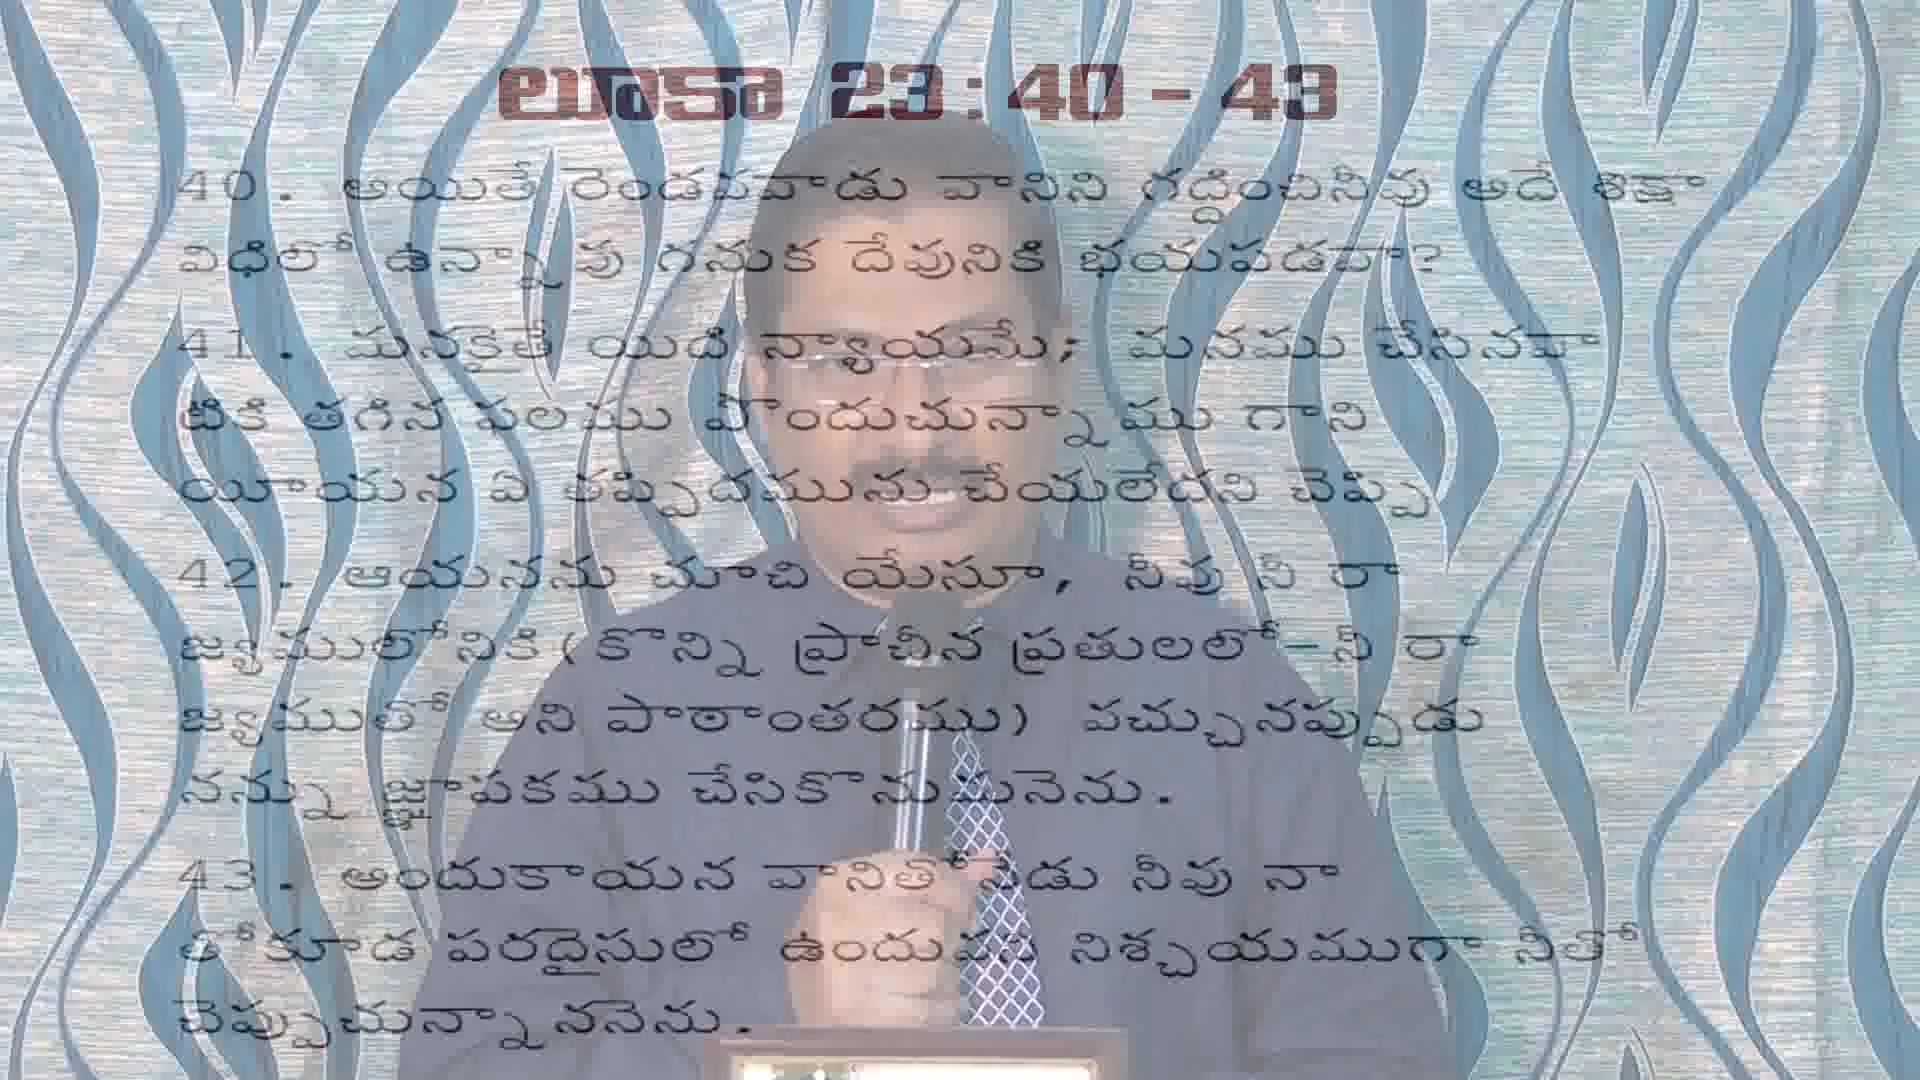 లూకా 23:40-43
40. అయితే రెండవవాడు వానిని గద్దించినీవు అదే శిక్షా
విధిలో ఉన్నావు గనుక దేవునికి భయపడవా?
41. మనకైతే యిది న్యాయమే; మనము చేసినవా
టికి తగిన ఫలము పొందుచున్నాము గాని
యీయన ఏ తప్పిదమును చేయలేదని చెప్పి
42. ఆయనను చూచి యేసూ, నీవు నీ రా
జ్యములోనికి(కొన్ని ప్రాచీన ప్రతులలో-నీ రా
జ్యముతో అని పాఠాంతరము) వచ్చునప్పుడు
నన్ను జ్ఞాపకము చేసికొనుమనెను.
43. అందుకాయన వానితోనేడు నీవు నా
తోకూడ పరదైసులో ఉందువని నిశ్చయముగా నీతో
చెప్పుచున్నాననెను.